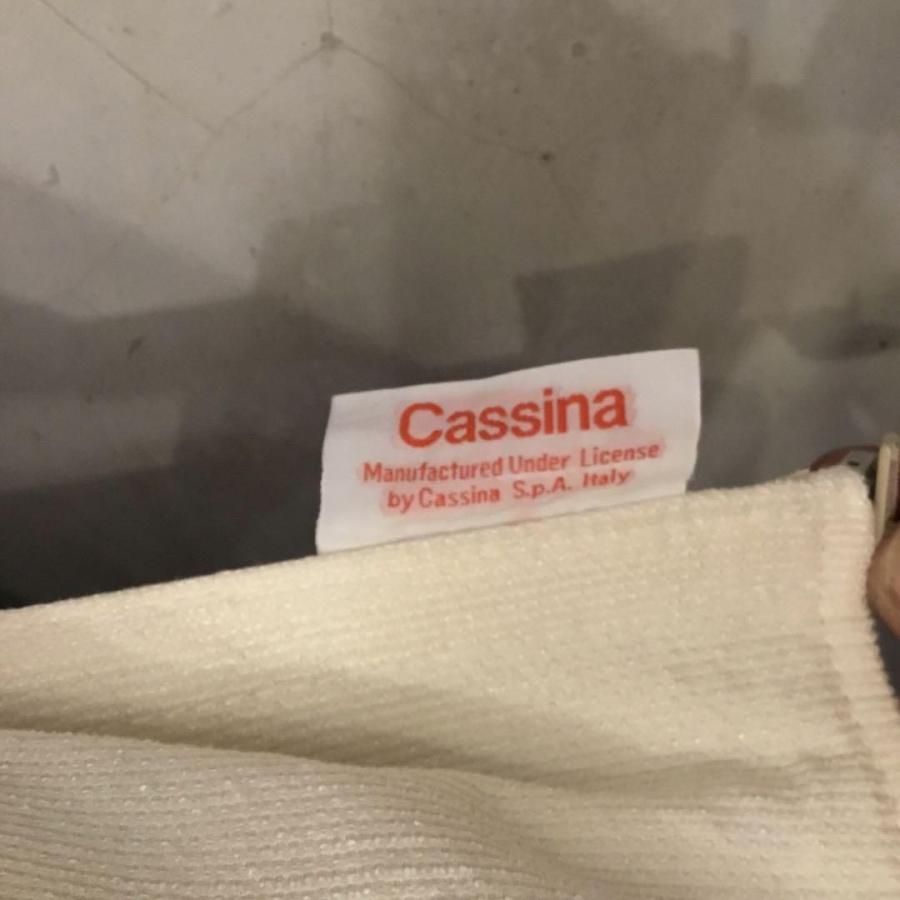 Cassina
Manufactured Under License
by Cassina S.p.A. Italy